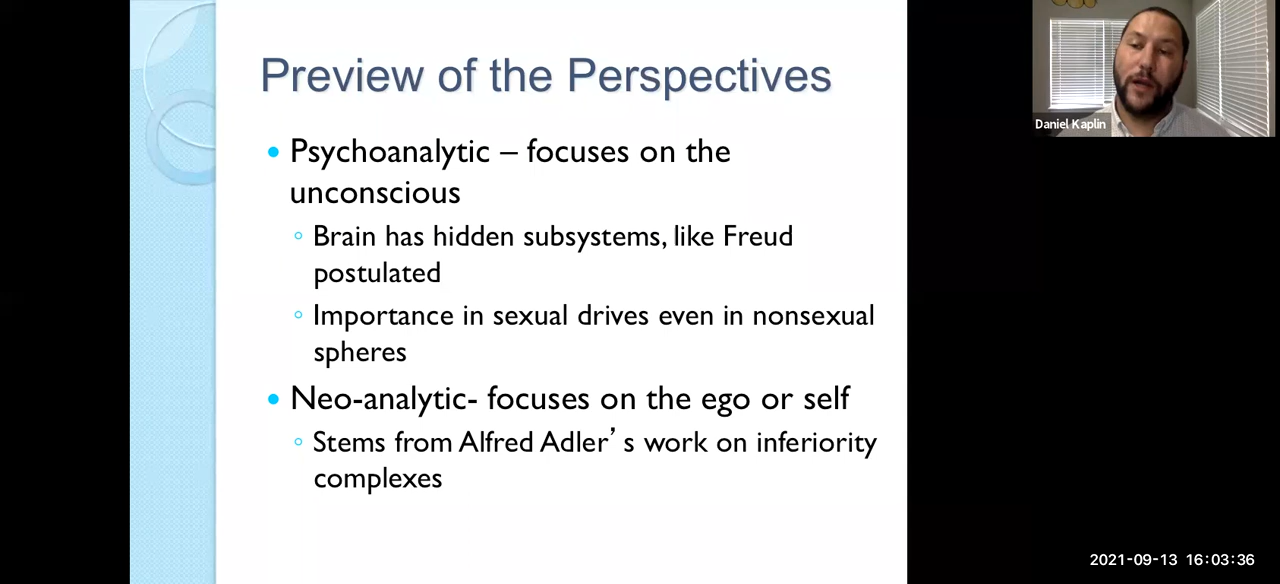 Preview of the Perspectives
Psychoanalytic – focuses on the
unconscious
Brain has hidden subsystems, like Freud
postulated
Importance in sexual drives even in nonsexual
spheres
Neo-analytic- focuses on the ego or self
Stems from Alfred Adler’ s work on inferiority
complexes
Daniel Kaplin
2021-09-13 16:03:36